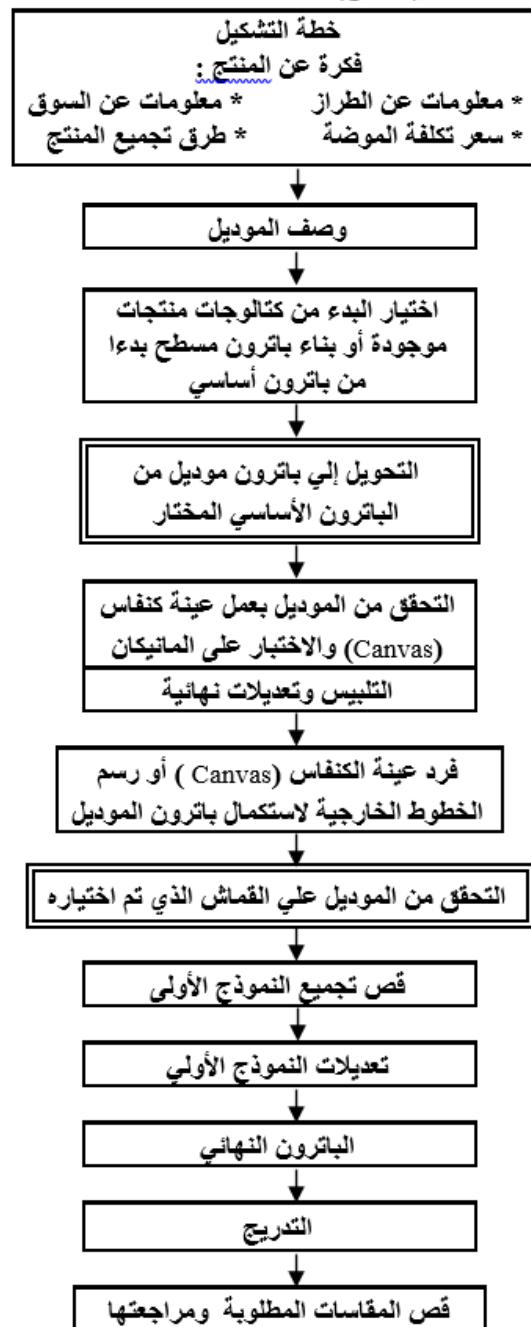 خطة التشكيل
فكرة عن المنتج :
* معلومات عن الطراز * معلومات عن السوق
* سعر تكلفة الموضة * طرق تجميع المنتج
وصف الموديل
اختيار البدء من كتالوجات منتجات
موجودة أو بناء باترون مسطح بدءا
من باترون أساسي
التحويل إلي باترون موديل من
الباترون الأساسي المختار
التحقق من الموديل بعمل عينة كنفاس
(Canvas) والاختبار على المانيكان
التلبيس وتعديلات نهائية
فرد عينة الكنفاس (Canvas ) أو رسم
الخطوط الخارجية لاستكمال باترون الموديل
التحقق من الموديل علي القماش الذي تم اختياره
قص تجميع النموذج الأولى
تعديلات النموذج الأولي
الباترون النهائي
التدريج
قص المقاسات المطلوبة ومراجعتها